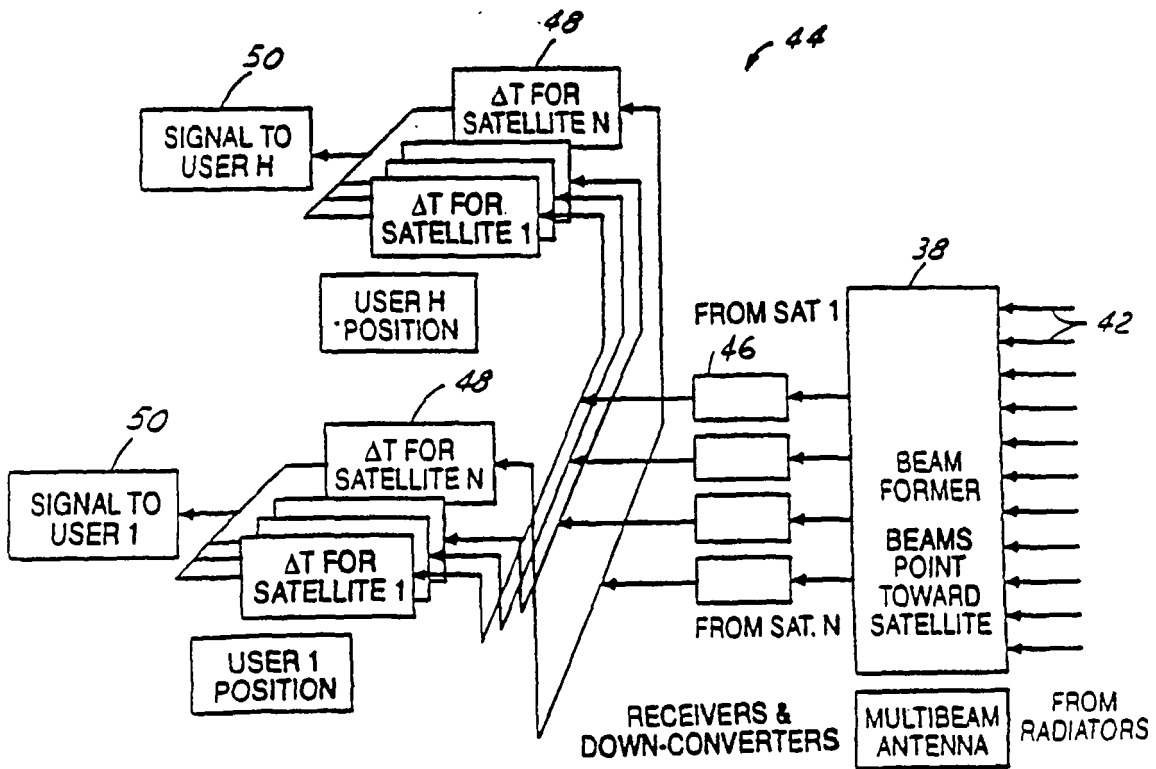 48
44
50
ΔT FOR
SATELLITE N
SIGNAL TO
USER H
ΔT FOR
SATELLITE 1
38
USER H
POSITION
FROM SAT 1
42
46
48
50
ΔT FOR
SATELLITE N
BEAM
FORMER
SIGNAL TO
USER 1
BEAMS
POINT
TOWARD
SATELLITE
ΔT FOR
SATELLITE 1
FROM SAT. N
USER 1
POSITION
RECEIVERS &
DOWN-CONVERTERS
MULTIBEAM
ANTENNA
FROM
RADIATORS